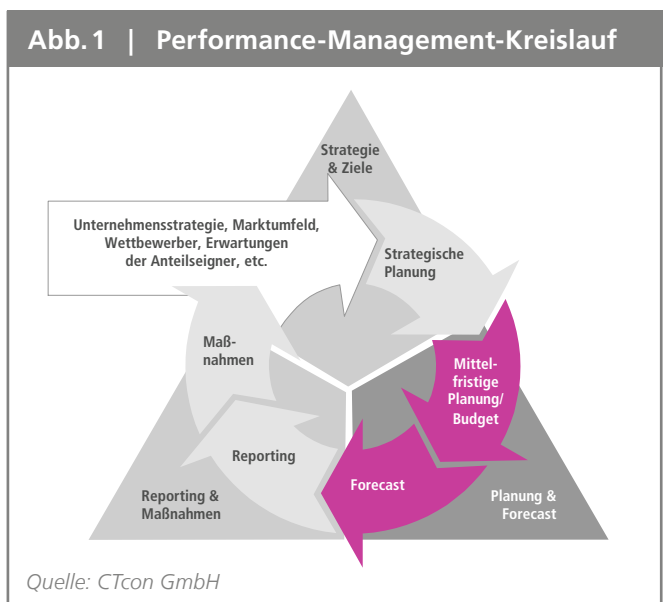 Abb. 1 | Performance-Management-Kreislauf
Strategie
& Ziele
Unternehmensstrategie, Marktumfeld,
Wettbewerber, Erwartungen
der Anteilseigner, etc.
Strategische
Planung
Maß-
nahmen
Mittel-
fristige
Planung/
Budget
Reporting
Forecast
Reporting &
Maßnahmen
Planung &
Forecast
Quelle: CTcon GmbH